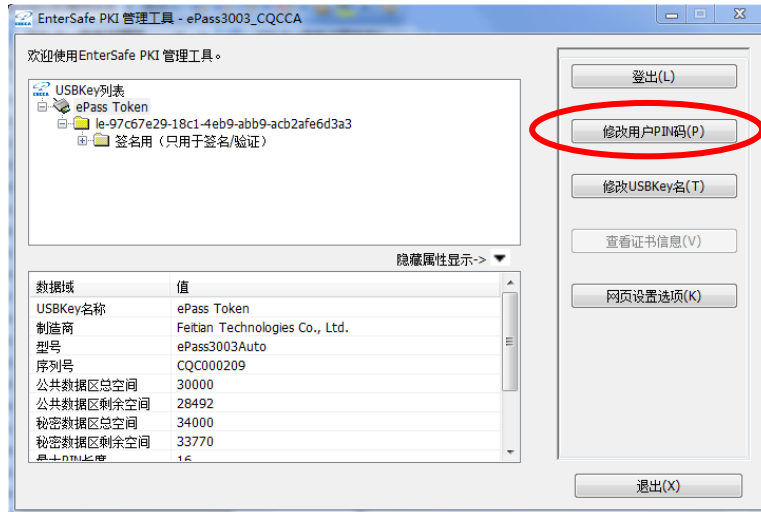 EnterSafe PKI 管理工具 - ePass3003_CQCCA
欢迎使用EnterSafe PKI 管理工具。
USBKey列表
ePass Token
le-97c67e29-18c1-4eb9-abb9-acb2afe6d3a3
签名用（只用于签名/验证）
隐藏属性显示->
数据域 值
USBKey名称 ePass Token
制造商 Feitian Technologies Co., Ltd.
型号 ePass3003Auto
序列号 CQC000209
公共数据区总空间 30000
公共数据区剩余空间 28492
秘密数据区总空间 34000
秘密数据区剩余空间 33770
最大PIN长度 16
登出(L)
修改用户PIN码(P)
修改USBKey名(T)
查看证书信息(V)
网页设置选项(K)
退出(X)